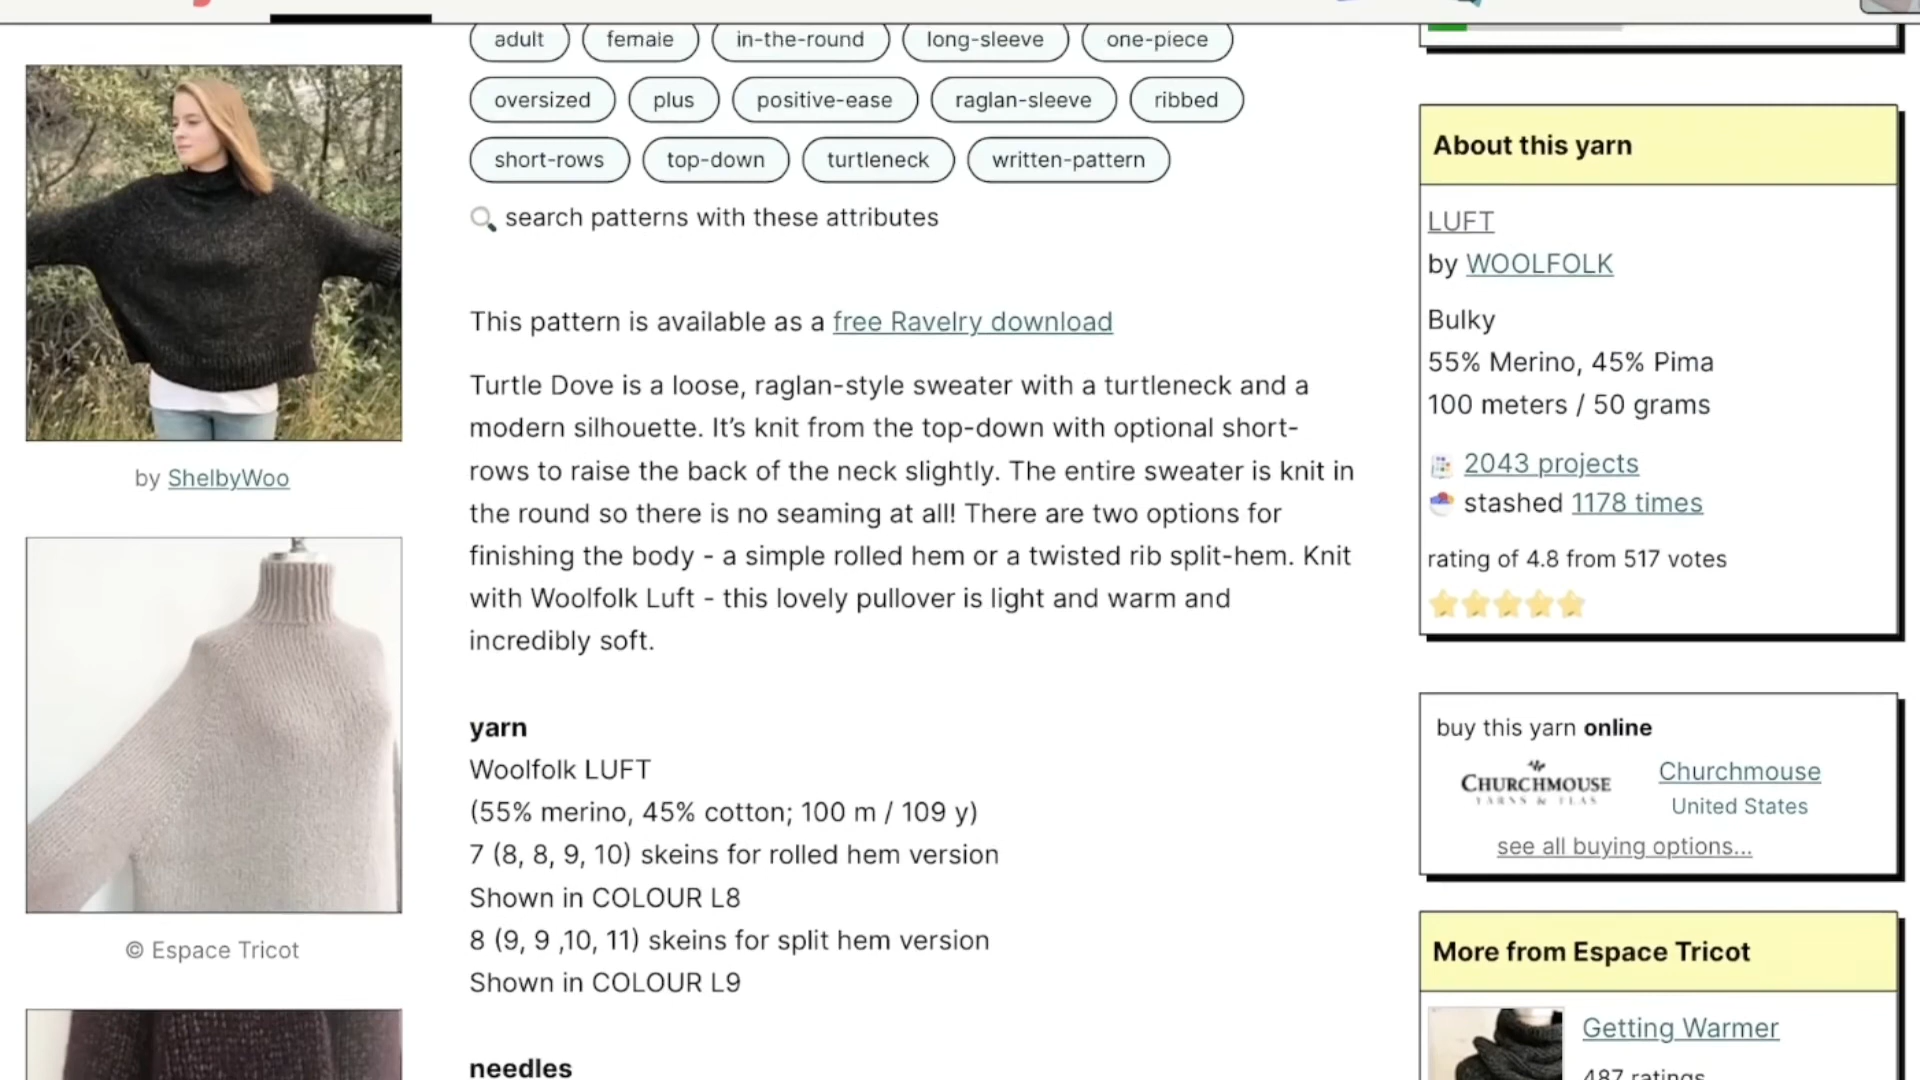 adult
female
in-the-round
long-sleeve
one-piece
oversized
plus
positive-ease
raglan-sleeve
ribbed
short-rows
top-down
turtleneck
written-pattern
search patterns with these attributes
This pattern is available as a free Ravelry download
Turtle Dove is a loose, raglan-style sweater with a turtleneck and a
modern silhouette. It’s knit from the top-down with optional short-
rows to raise the back of the neck slightly. The entire sweater is knit in
the round so there is no seaming at all! There are two options for
finishing the body - a simple rolled hem or a twisted rib split-hem. Knit
with Woolfolk Luft - this lovely pullover is light and warm and
incredibly soft.
yarn
Woolfolk LUFT
(55% merino, 45% cotton; 100 m / 109 y)
7 (8, 8, 9, 10) skeins for rolled hem version
Shown in COLOUR L8
8 (9, 9 ,10, 11) skeins for split hem version
Shown in COLOUR L9
needles
by ShelbyWoo
© Espace Tricot
About this yarn
LUFT
by WOOLFOLK
Bulky
55% Merino, 45% Pima
100 meters / 50 grams
2043 projects
stashed 1178 times
rating of 4.8 from 517 votes
buy this yarn online
CHURCHMOUSE
YARNS & TEAS
Churchmouse
United States
see all buying options...
More from Espace Tricot
Getting Warmer
487 ratings